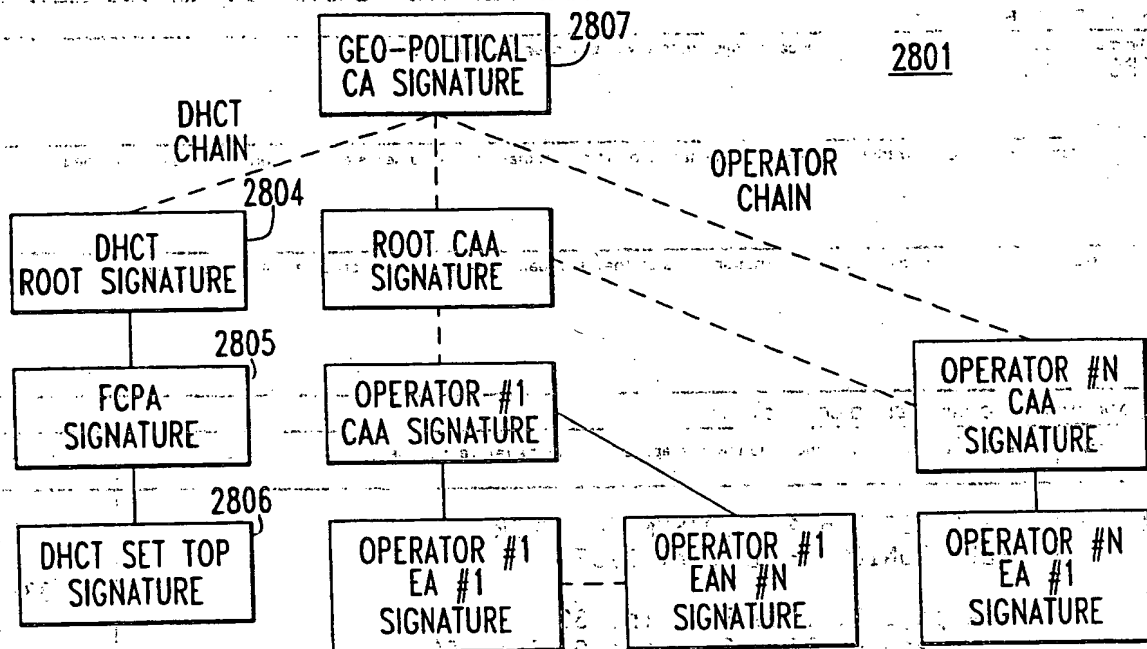 GEO-POLITICAL
CA SIGNATURE
2807
2801
DHCT
CHAIN
OPERATOR
CHAIN
2804
DHCT
ROOT SIGNATURE
ROOT CAA
SIGNATURE
2805
FCPA
SIGNATURE
OPERATOR #1
CAA SIGNATURE
OPERATOR #N
CAA
SIGNATURE
2806
DHCT SET TOP
SIGNATURE
OPERATOR #1
EA #1
SIGNATURE
OPERATOR #1
EAN #N
SIGNATURE
OPERATOR #N
EA #1
SIGNATURE